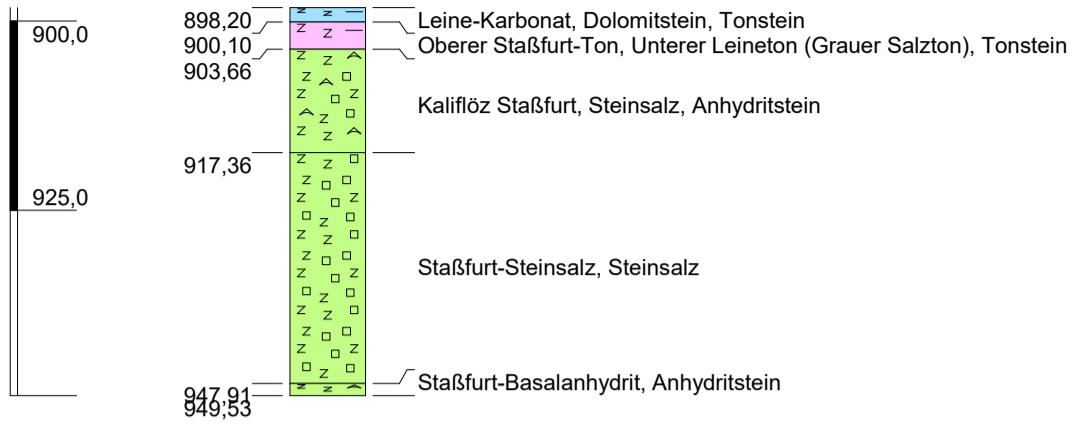 898,20
Leine-Karbonat, Dolomitstein, Tonstein
900,0
900,10
Oberer Staßfurt-Ton, Unterer Leineton (Grauer Salzton), Tonstein
903,66
Kaliflöz Staßfurt, Steinsalz, Anhydritstein
917,36
925,0
Staßfurt-Steinsalz, Steinsalz
Staßfurt-Basalanhydrit, Anhydritstein
947,91
949,53